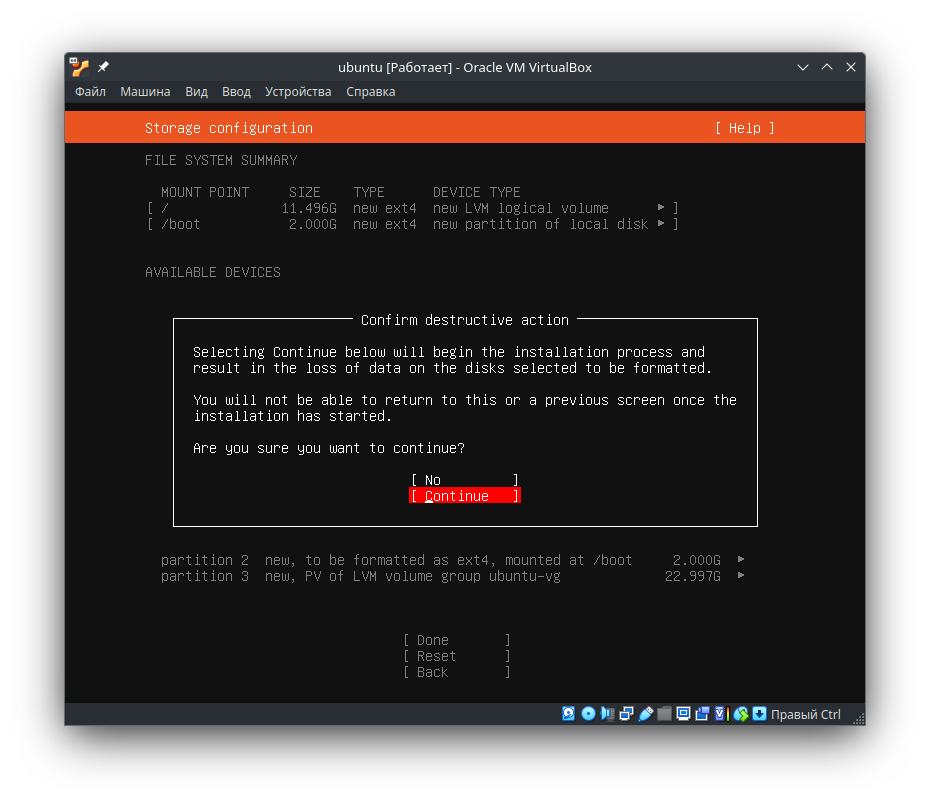 ubuntu [Работает] - Oracle VM VirtualBox
Файл Машина Вид Ввод Устройства Справка
Storage configuration [ Help ]
FILE SYSTEM SUMMARY
MOUNT POINT SIZE TYPE DEVICE TYPE
[ / 11.496G new ext4 new LVM logical volume ▸ ]
[ /boot 2.000G new ext4 new partition of local disk ▸ ]
AVAILABLE DEVICES
Confirm destructive action
Selecting Continue below will begin the installation process and
result in the loss of data on the disks selected to be formatted.
You will not be able to return to this or a previous screen once the
installation has started.
Are you sure you want to continue?
[ No ]
[ Continue ]
partition 2 new, to be formatted as ext4, mounted at /boot 2.000G ▸
partition 3 new, PV of LVM volume group ubuntu-vg 22.997G ▸
[ Done ]
[ Reset ]
[ Back ]
Правый Ctrl